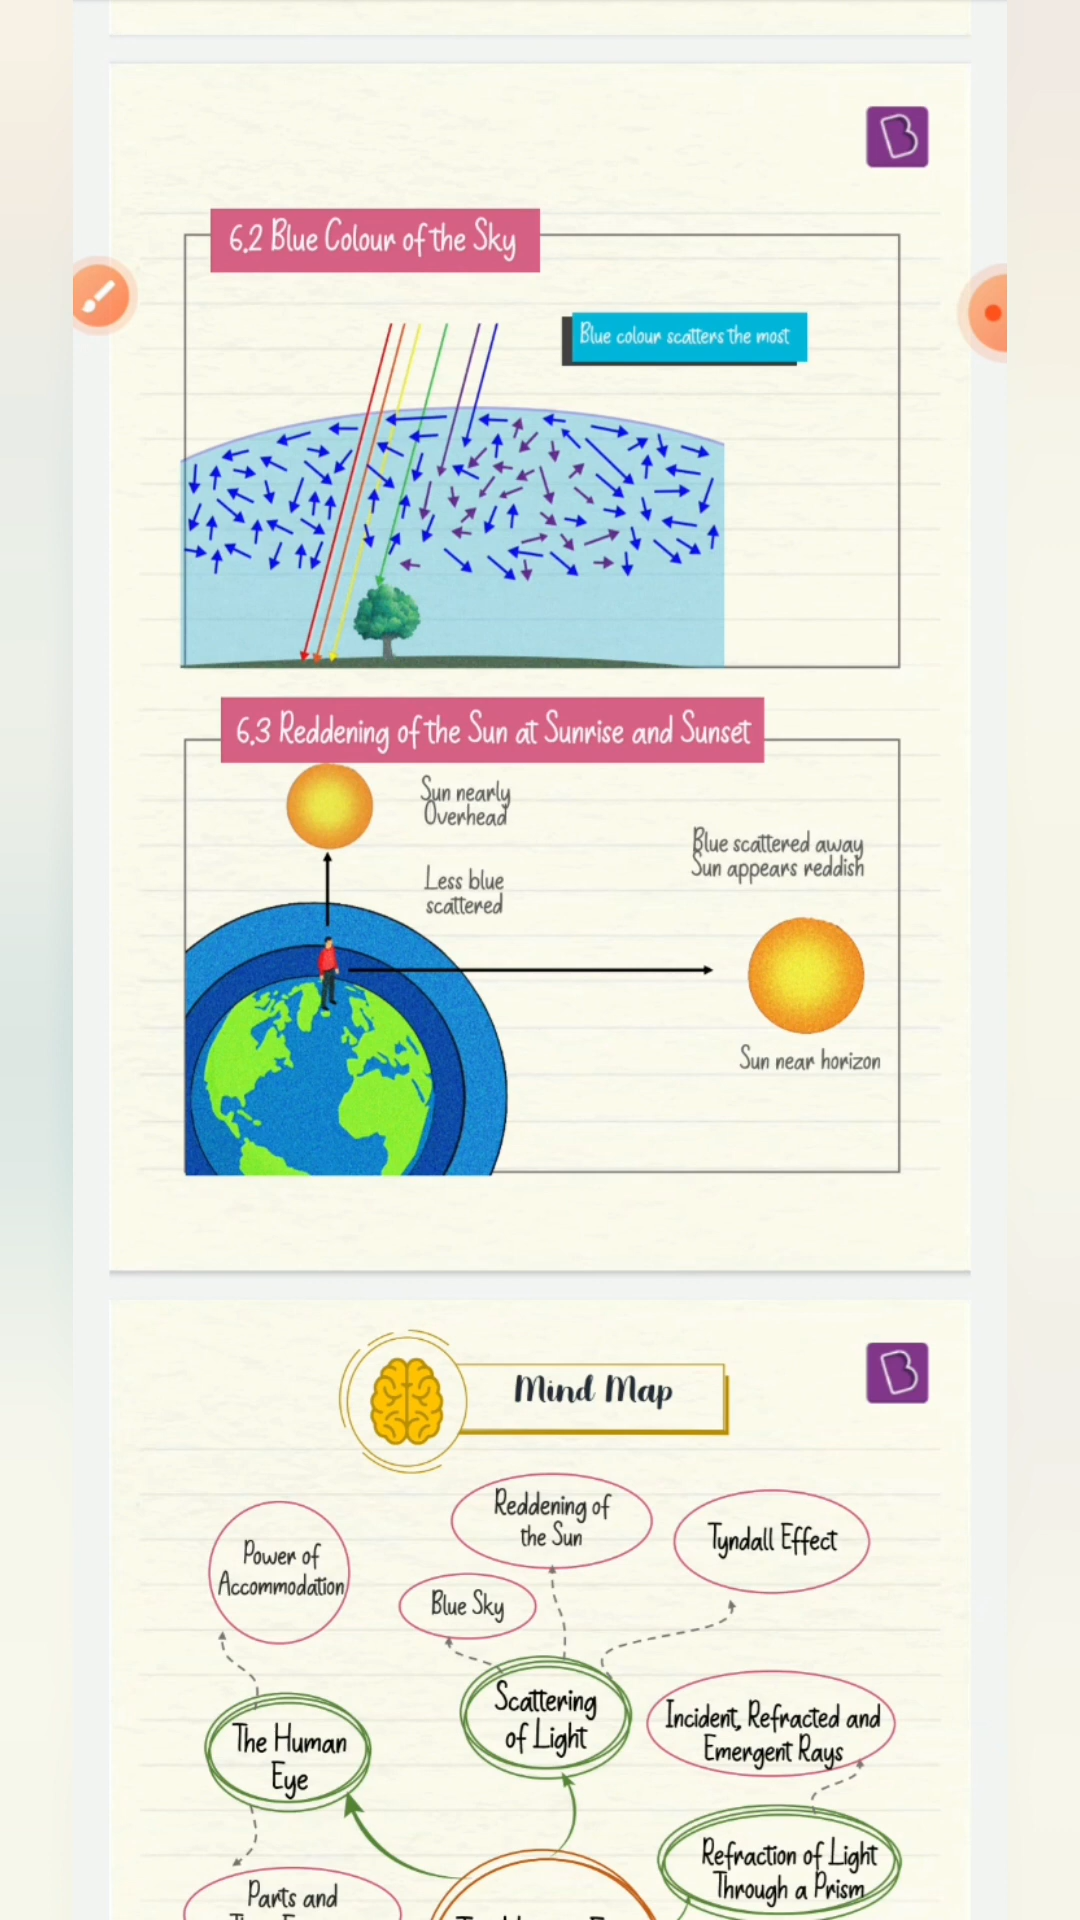 6.2 Blue Colour of the Sky
Blue colour scatters the most
6.3 Reddening of the Sun at Sunrise and Sunset
Sun nearly
Overhead
Less blue
scattered
Blue scattered away
Sun appears reddish
Sun near horizon
Mind Map
Reddening of
the Sun
Tyndall Effect
Power of
Accommodation
Blue Sky
Scattering
of Light
Incident, Refracted and
Emergent Rays
The Human
Eye
Refraction of Light
Through a Prism
Parts and